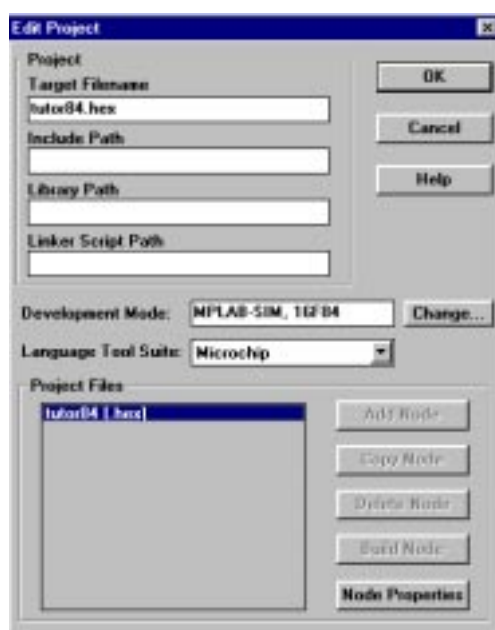 Edit Project
Project
Target Filename
tutor84.hex
Include Path
Library Path
Linker Script Path
OK
Cancel
Help
Development Mode:
MPLAB-SIM, 16F84
Change...
Language Tool Suite:
Microchip
Project Files
tutor84 [.hex]
Add Node
Copy Node
Delete Node
Build Node
Node Properties